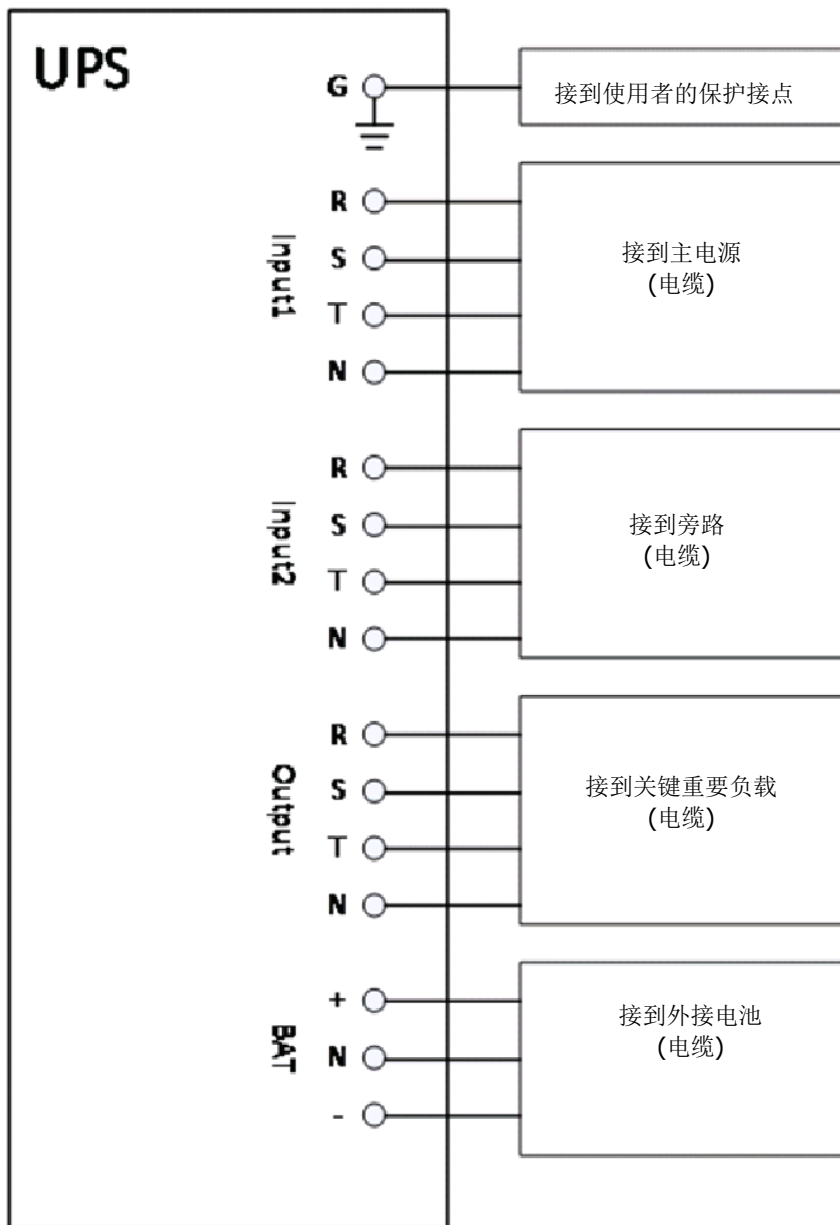 UPS
G
接到使用者的保护接点
Input1
R
S
T
N
接到主电源
(电缆)
Input2
R
S
T
N
接到旁路
(电缆)
Output
R
S
T
N
接到关键重要负载
(电缆)
BAT
+
N
-
接到外接电池
(电缆)